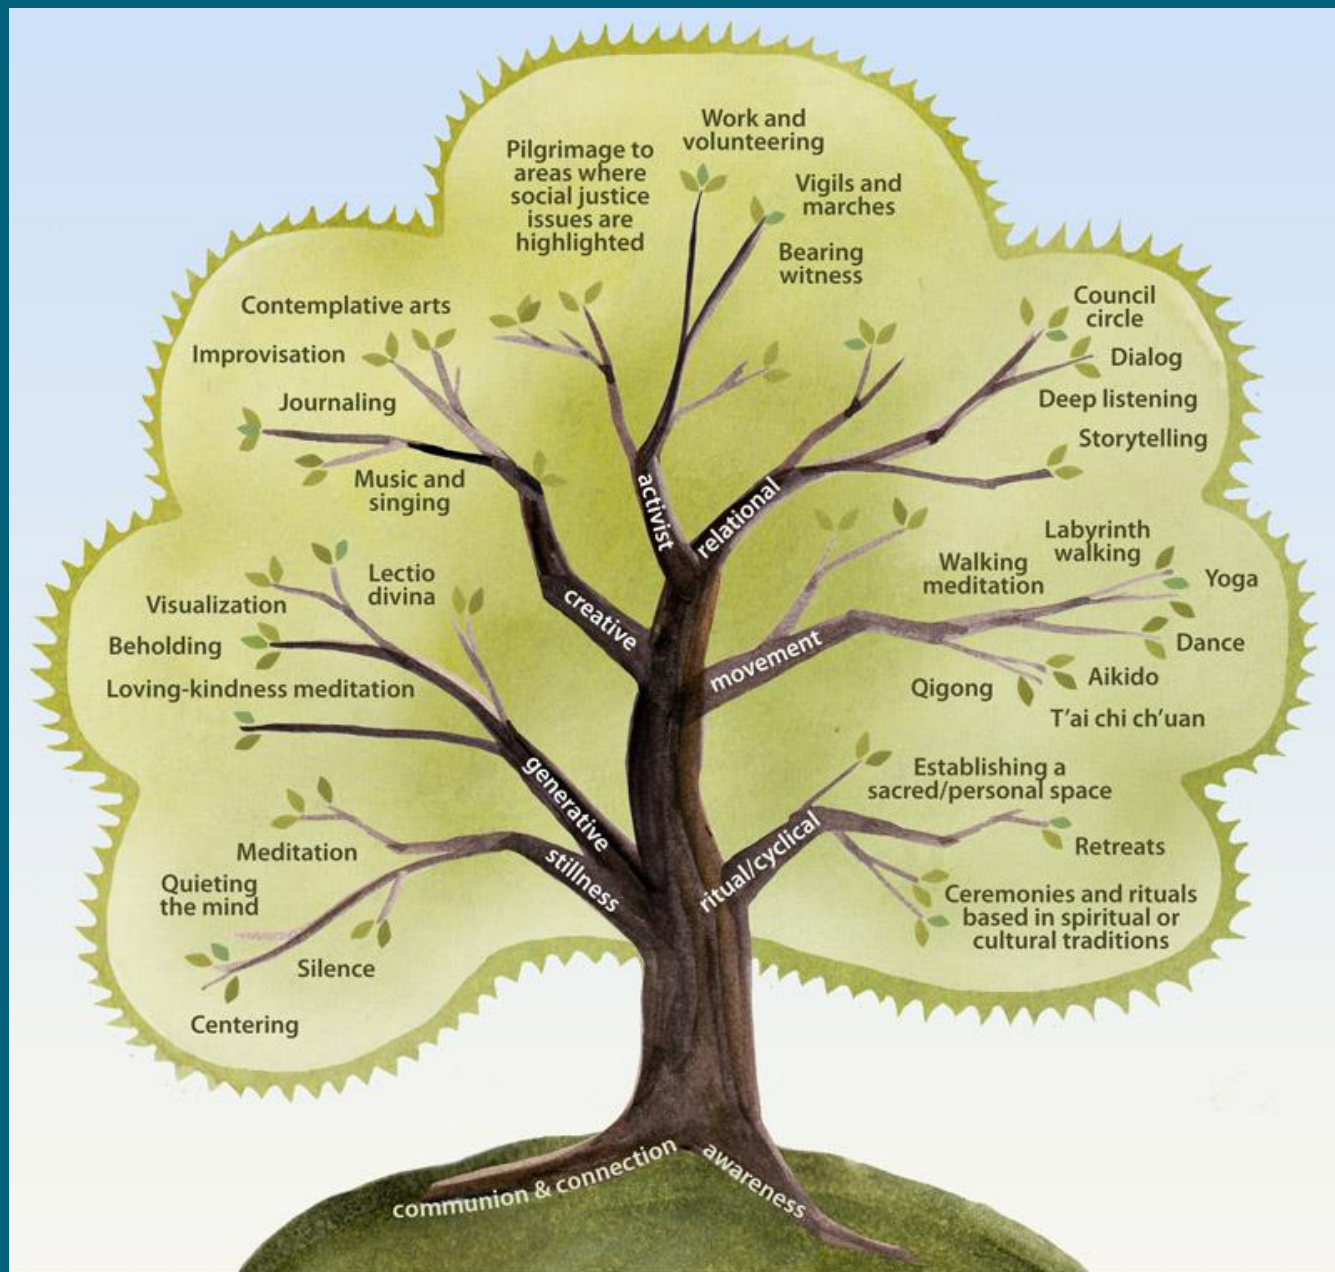 Work and
volunteering
Pilgrimage to
areas where
social justice
issues are
highlighted
Vigils and
marches
Bearing
witness
Contemplative arts
Improvisation
Journaling
Music and
singing
Council
circle
Dialog
Deep listening
Storytelling
activist
relational
creative
movement
Labyrinth
walking
Walking
meditation
Yoga
Dance
Aikido
Qigong
T'ai chi ch'uan
Lectio
divina
Visualization
Beholding
Loving-kindness meditation
generative
stillness
ritual/cyclical
Establishing a
sacred/personal space
Retreats
Ceremonies and rituals
based in spiritual or
cultural traditions
Meditation
Quieting
the mind
Silence
Centering
communion & connection
awareness